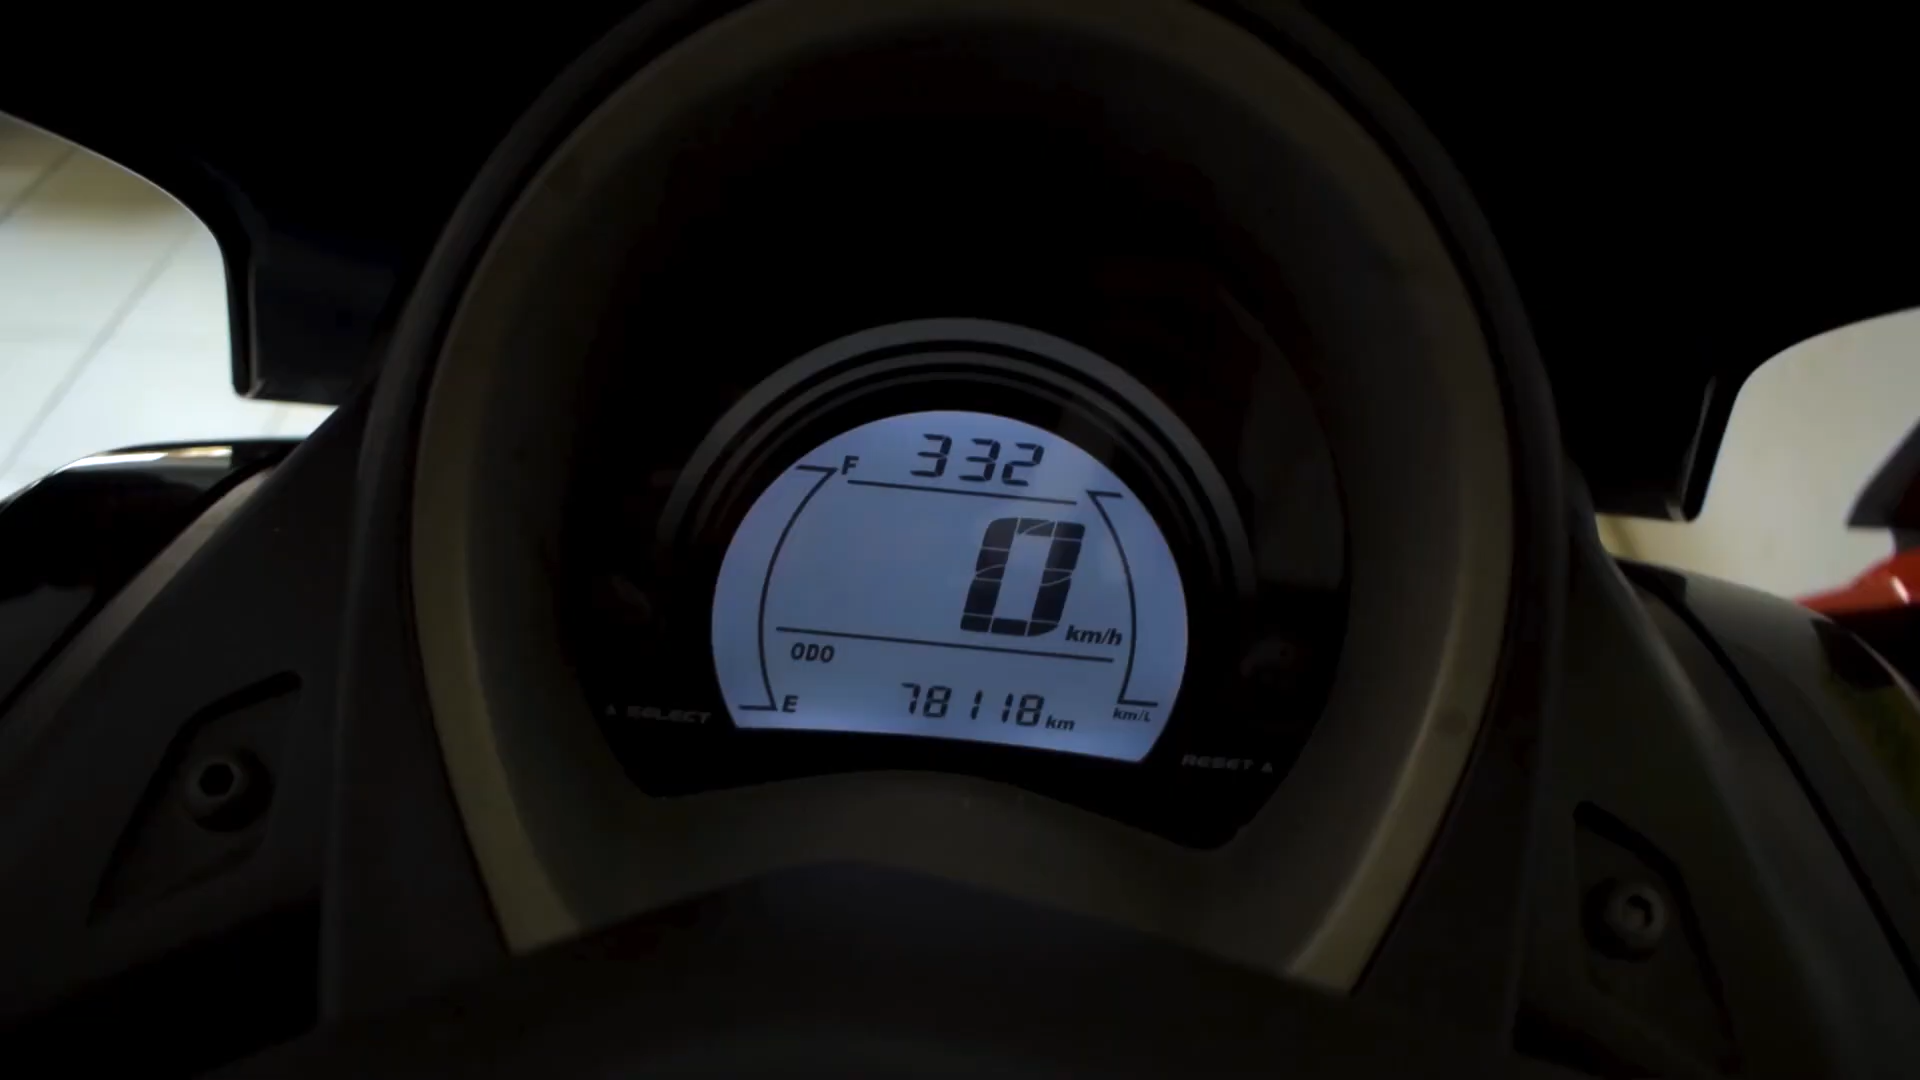 F 332
0 km/h
ODO
E 78118 km km/L
▲ SELECT
RESET ▲